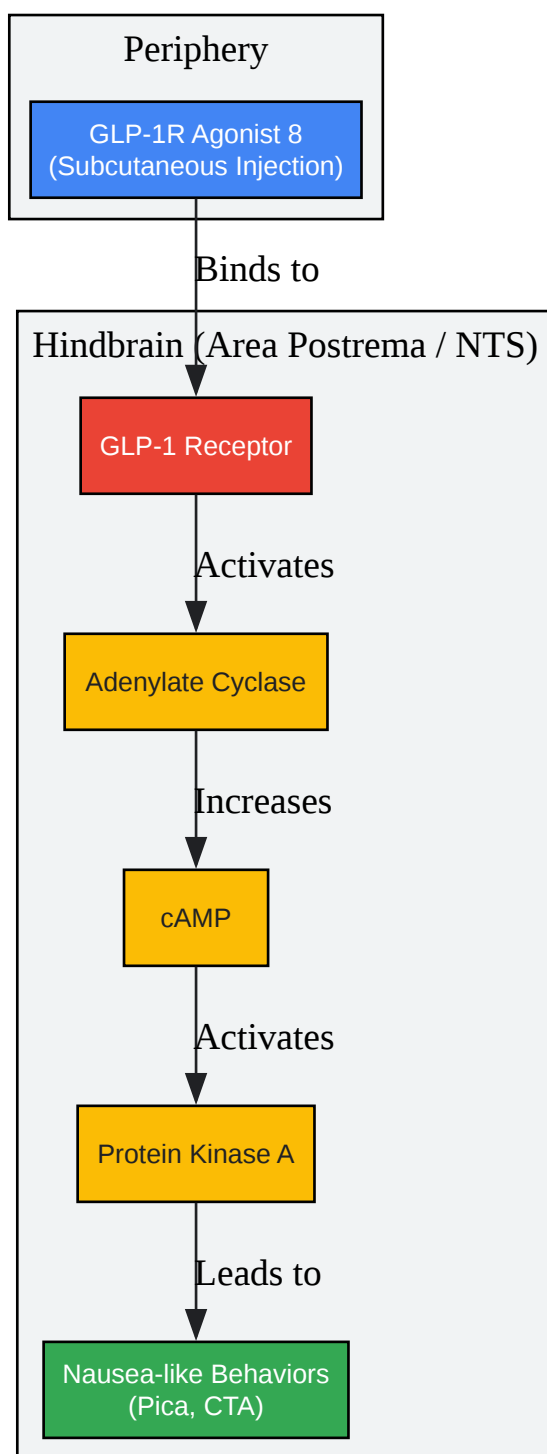 Periphery
GLP-1R Agonist 8
(Subcutaneous Injection)
Binds to
Hindbrain (Area Postrema / NTS)
GLP-1 Receptor
Activates
Adenylate Cyclase
Increases
cAMP
Activates
Protein Kinase A
Leads to
Nausea-like Behaviors
(Pica, CTA)